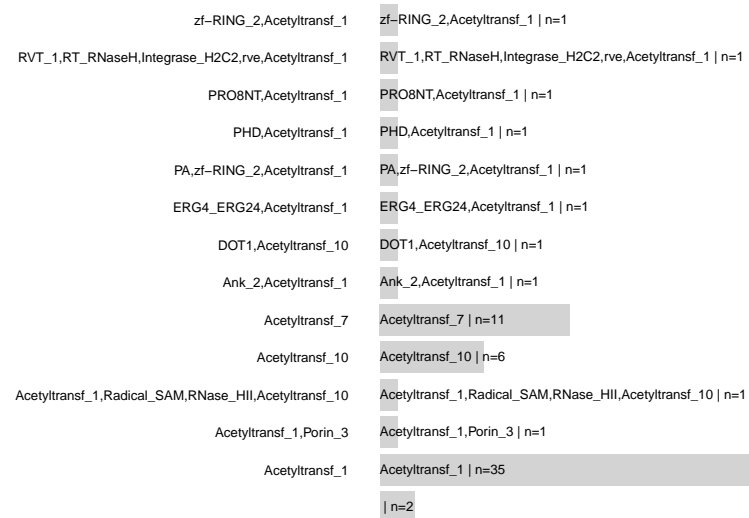 zf−RING_2,Acetyltransf_1 zf−RING_2,Acetyltransf_1 | n=1
RVT_1,RT_RNaseH,Integrase_H2C2,rve,Acetyltransf_1 RVT_1,RT_RNaseH,Integrase_H2C2,rve,Acetyltransf_1 | n=1
PRO8NT,Acetyltransf_1 PRO8NT,Acetyltransf_1 | n=1
PHD,Acetyltransf_1 PHD,Acetyltransf_1 | n=1
PA,zf−RING_2,Acetyltransf_1 PA,zf−RING_2,Acetyltransf_1 | n=1
ERG4_ERG24,Acetyltransf_1 ERG4_ERG24,Acetyltransf_1 | n=1
DOT1,Acetyltransf_10 DOT1,Acetyltransf_10 | n=1
Ank_2,Acetyltransf_1 Ank_2,Acetyltransf_1 | n=1
Acetyltransf_7 Acetyltransf_7 | n=11
Acetyltransf_10 Acetyltransf_10 | n=6
Acetyltransf_1,Radical_SAM,RNase_HII,Acetyltransf_10 Acetyltransf_1,Radical_SAM,RNase_HII,Acetyltransf_10 | n=1
Acetyltransf_1,Porin_3 Acetyltransf_1,Porin_3 | n=1
Acetyltransf_1 Acetyltransf_1 | n=35
| n=2